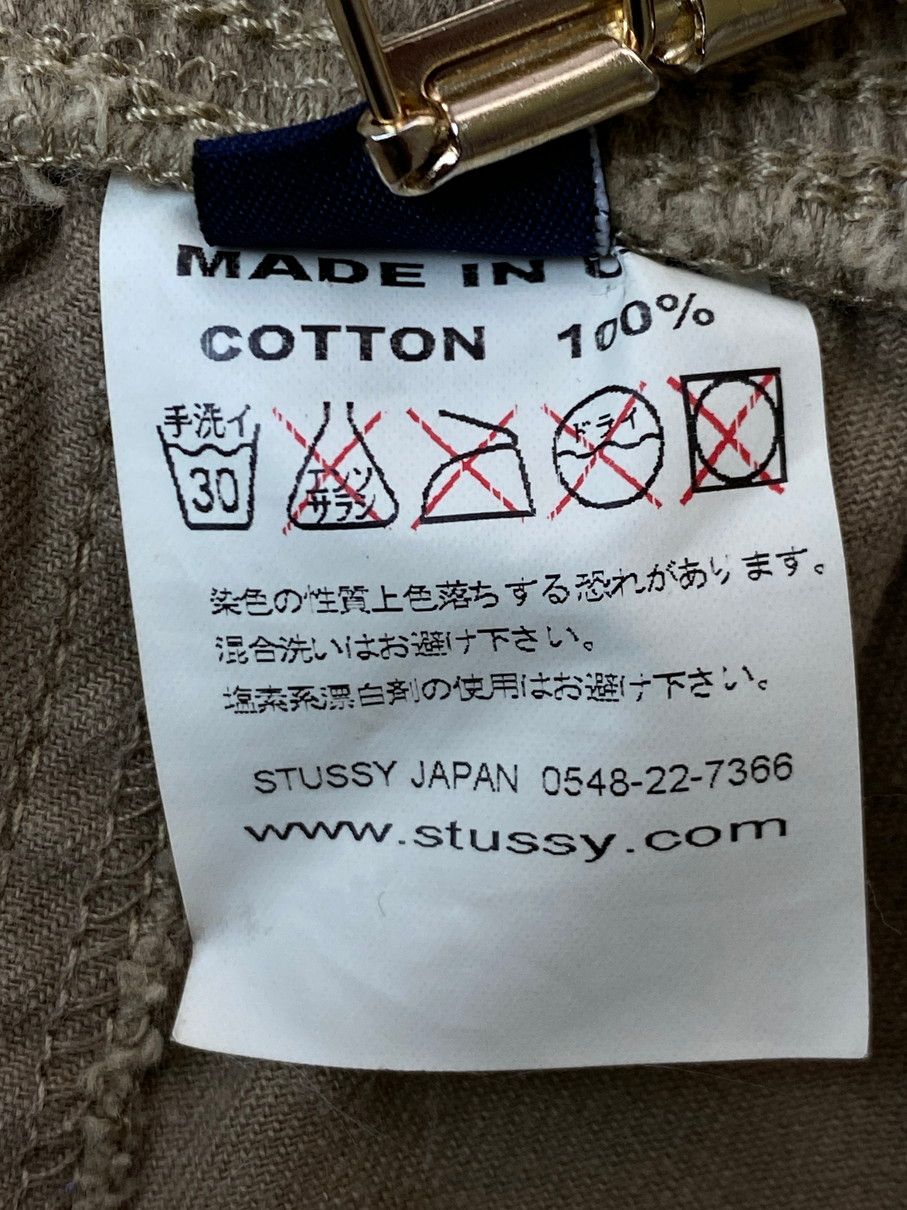 MADE IN
COTTON 100%
手洗イ
30
エンソ
サラシ
ドライ
染色の性質上色落ちする恐れがあります。
混合洗いはお避け下さい。
塩素系漂白剤の使用はお避け下さい。
STUSSY JAPAN 0548-22-7366
www.stussy.com